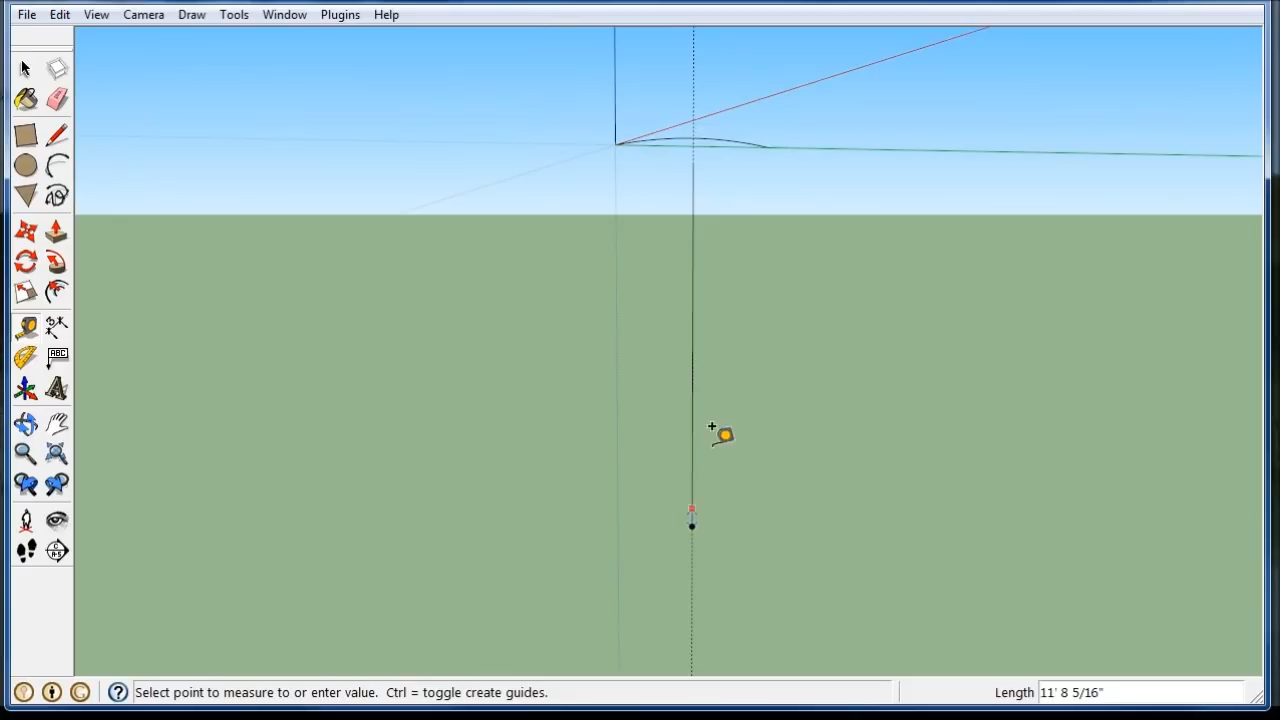 File Edit View Camera Draw Tools Window Plugins Help
ABC
Select point to measure to or enter value. Ctrl = toggle create guides.
Length 11' 8 5/16"